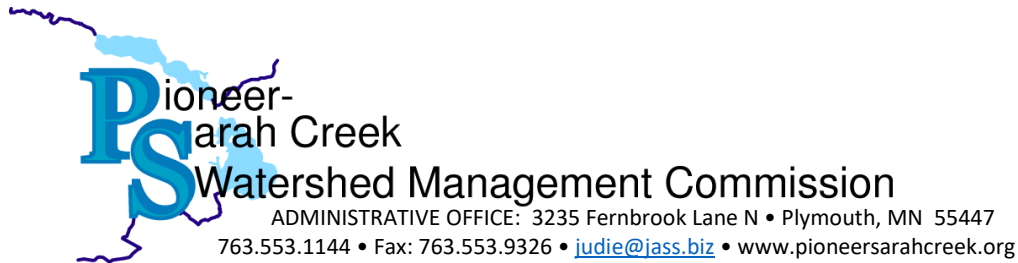 Pioneer-
Sarah Creek
Watershed Management Commission
ADMINISTRATIVE OFFICE: 3235 Fernbrook Lane N • Plymouth, MN 55447
763.553.1144 • Fax: 763.553.9326 • judie@jass.biz • www.pioneersarahcreek.org